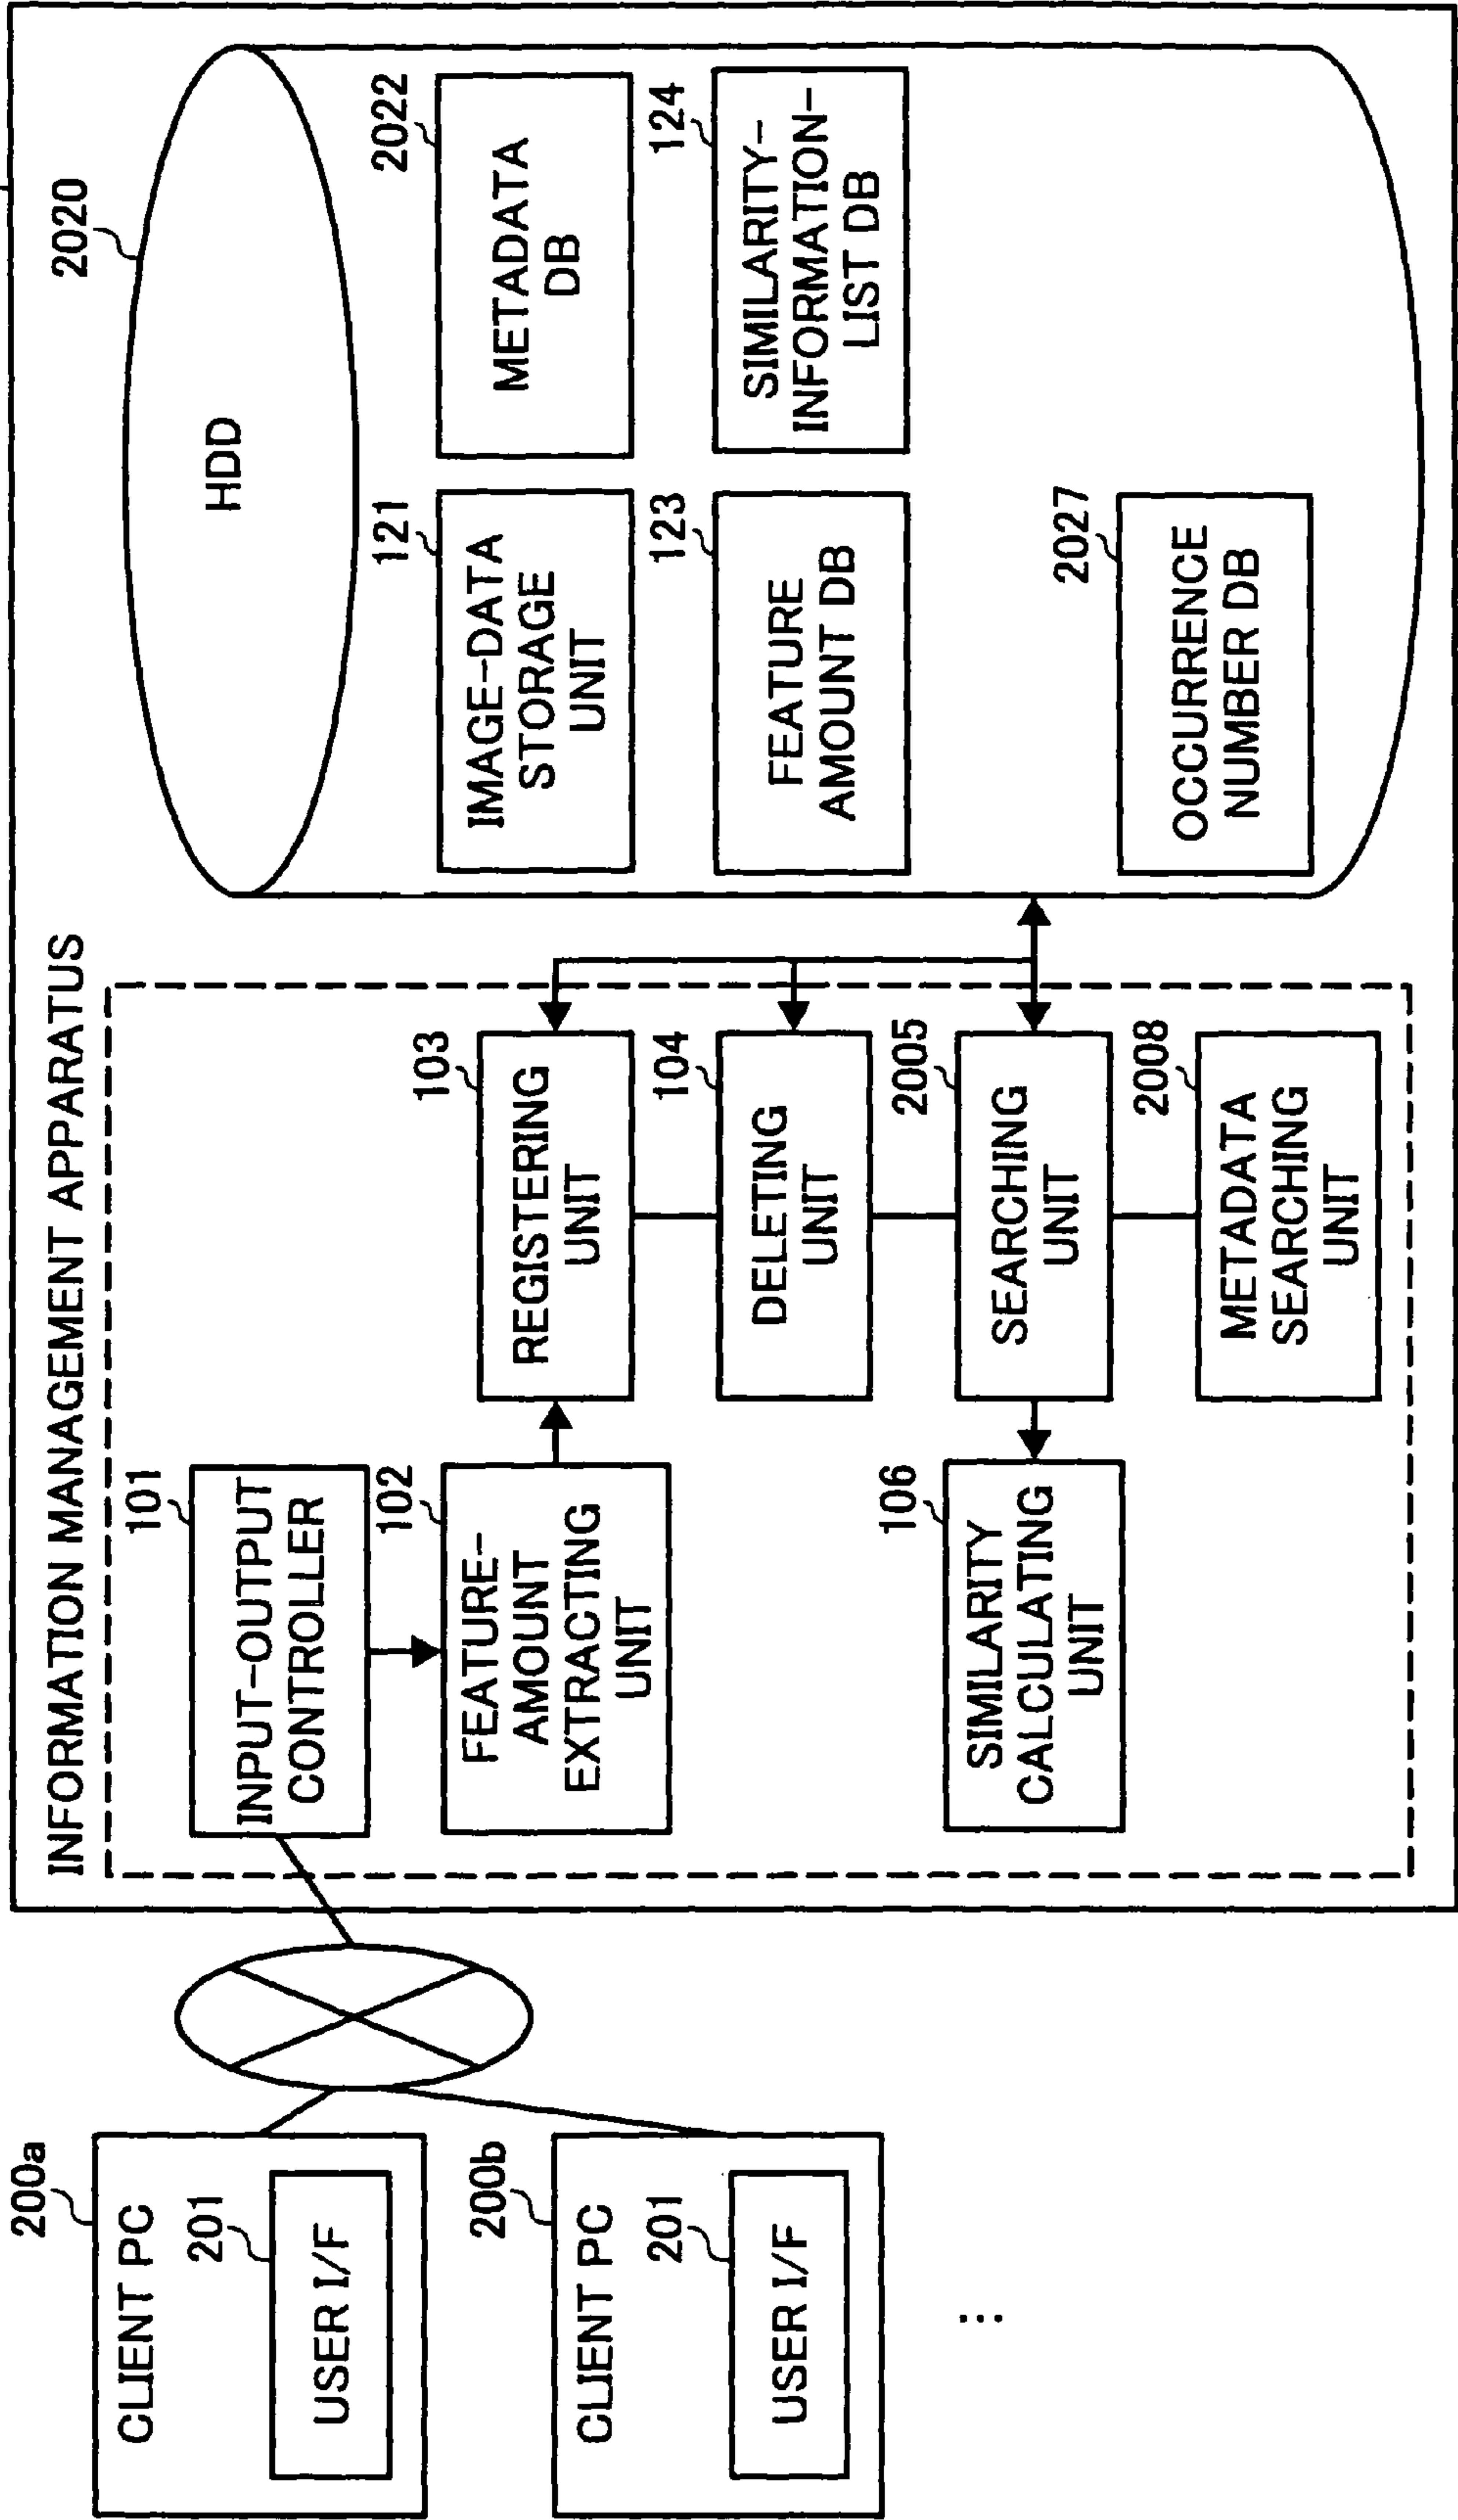 200a
CLIENT PC
201
USER I/F
200b
CLIENT PC
201
USER I/F
⋮
INFORMATION MANAGEMENT APPARATUS
101
INPUT-OUTPUT
CONTROLLER
102
FEATURE-
AMOUNT
EXTRACTING
UNIT
103
REGISTERING
UNIT
104
DELETING
UNIT
2005
SEARCHING
UNIT
106
SIMILARITY
CALCULATING
UNIT
2008
METADATA
SEARCHING
UNIT
2020
HDD
121
IMAGE-DATA
STORAGE
UNIT
2022
METADATA
DB
123
FEATURE
AMOUNT DB
124
SIMILARITY-
INFORMATION-
LIST DB
2027
OCCURRENCE
NUMBER DB